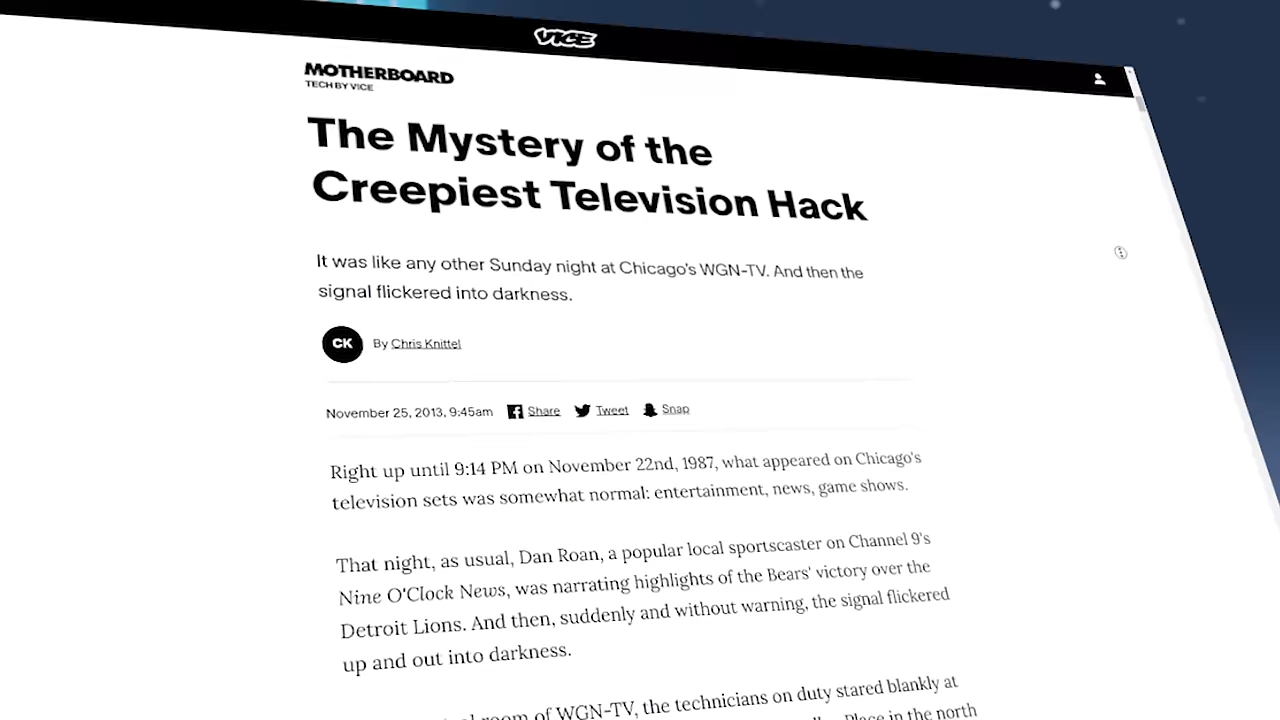 VICE
MOTHERBOARD
TECH BY VICE
The Mystery of the
Creepiest Television Hack
It was like any other Sunday night at Chicago's WGN-TV. And then the
signal flickered into darkness.
CK By Chris Knittel
November 25, 2013, 9:45am Share Tweet Snap
Right up until 9:14 PM on November 22nd, 1987, what appeared on Chicago's
television sets was somewhat normal: entertainment, news, game shows.
That night, as usual, Dan Roan, a popular local sportscaster on Channel 9's
Nine O'Clock News, was narrating highlights of the Bears' victory over the
Detroit Lions. And then, suddenly and without warning, the signal flickered
up and out into darkness.
room of WGN-TV, the technicians on duty stared blankly at
Place in the north